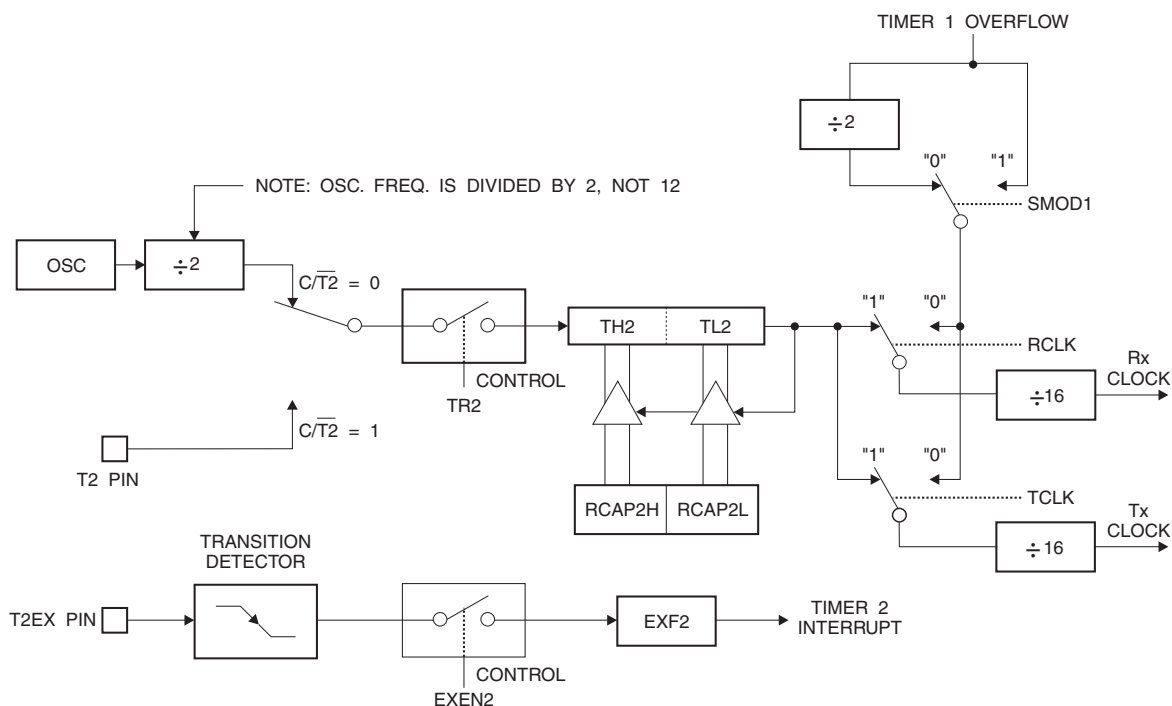 TIMER 1 OVERFLOW
÷2
"0" "1"
NOTE: OSC. FREQ. IS DIVIDED BY 2, NOT 12
SMOD1
OSC
÷2
C/T2̅ = 0
TH2 TL2
"1" "0"
RCLK
CONTROL
TR2
Rx
CLOCK
÷16
C/T2̅ = 1
T2 PIN
"1" "0"
RCAP2H RCAP2L
TCLK
Tx
CLOCK
÷16
TRANSITION
DETECTOR
T2EX PIN
EXF2
TIMER 2
INTERRUPT
CONTROL
EXEN2